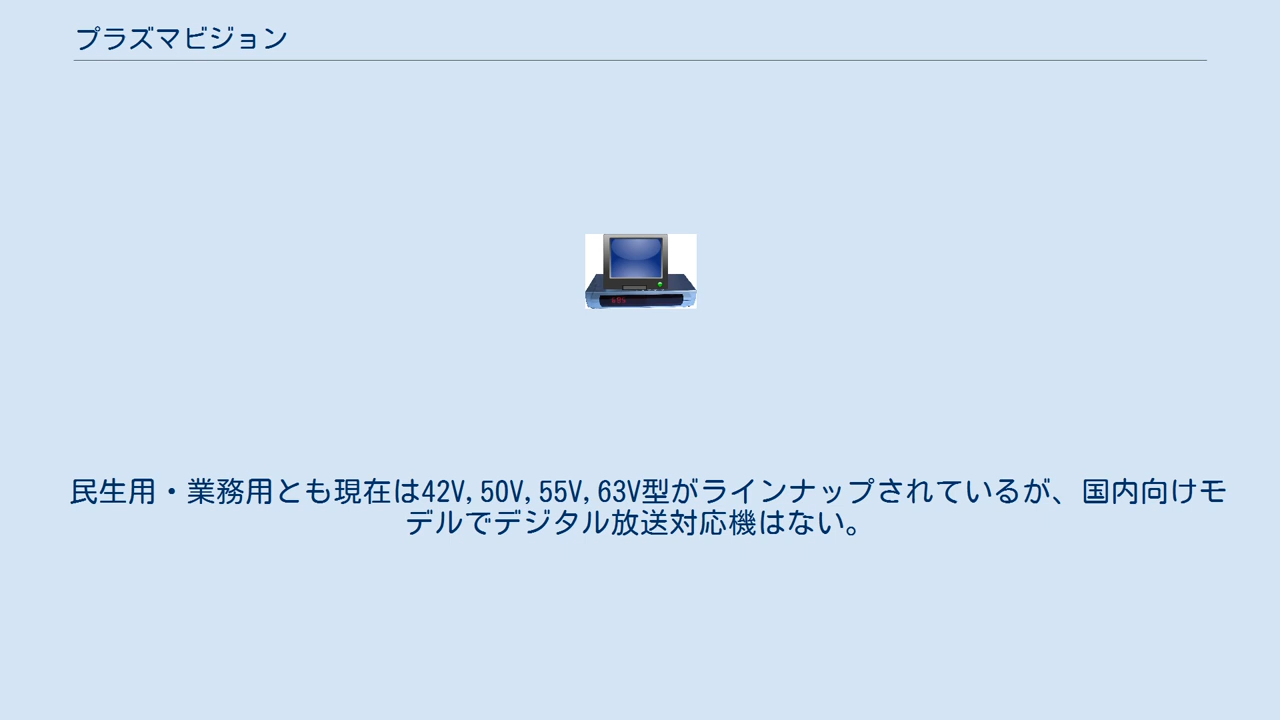 プラズマビジョン
民生用・業務用とも現在は42V,50V,55V,63V型がラインナップされているが、国内向けモ
デルでデジタル放送対応機はない。